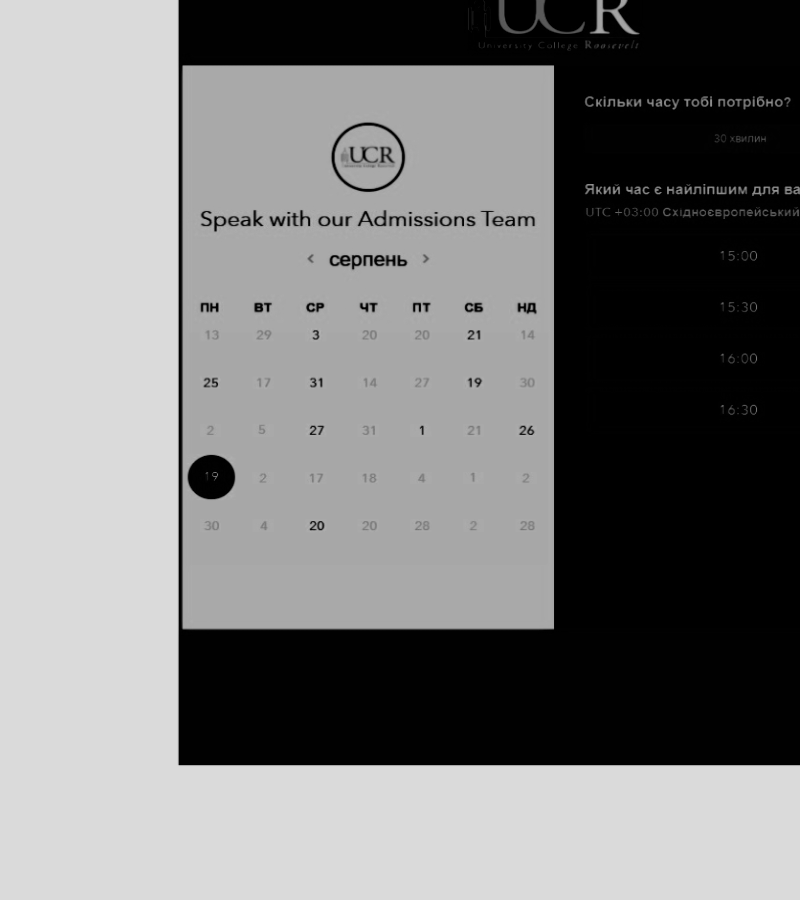 UCR
University College Roosevelt
UCR
Speak with our Admissions Team
‹ серпень ›
ПН ВТ СР ЧТ ПТ СБ НД
13 29 3 20 20 21 14
25 17 31 14 27 19 30
2 5 27 31 1 21 26
19 2 17 18 4 1 2
30 4 20 20 28 2 28
Скільки часу тобі потрібно?
30 хвилин
Який час є найліпшим для ва
UTC +03:00 Східноєвропейський
15:00
15:30
16:00
16:30